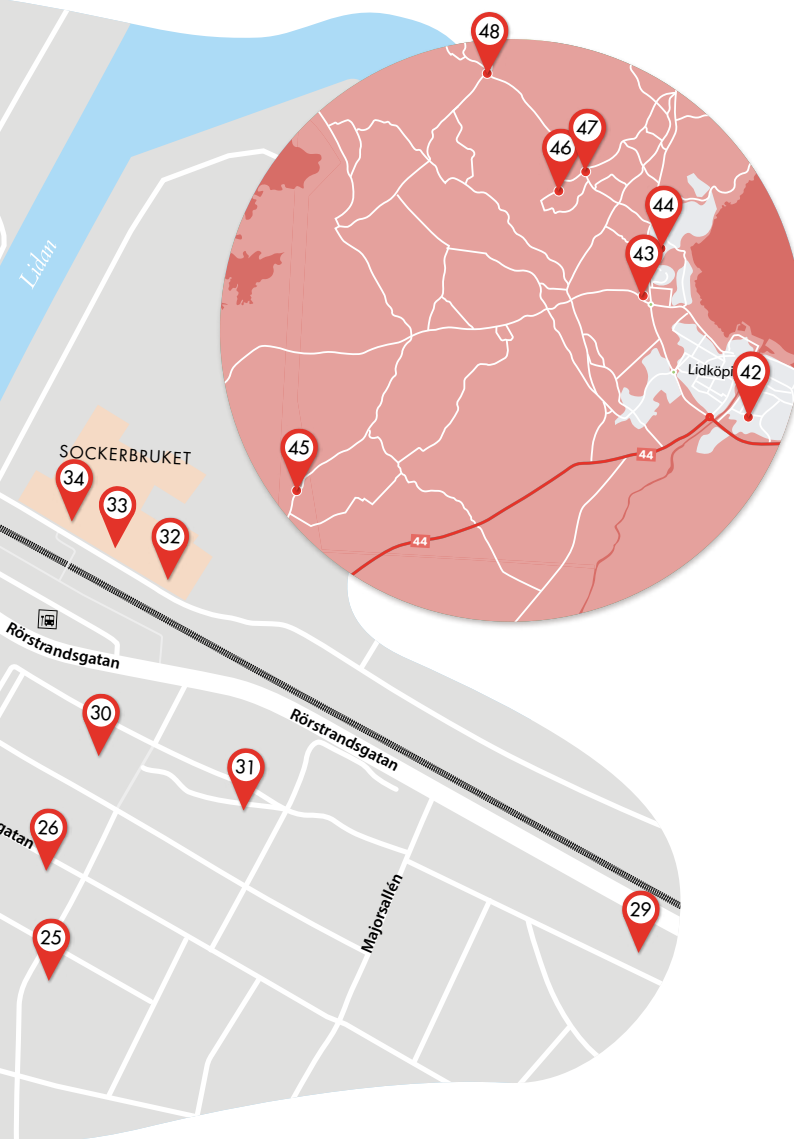 48
47
46
44
43
Lidan
Lidköpi
42
45
44
44
SOCKERBRUKET
34
33
32
Rörstrandsgatan
30
Rörstrandsgatan
31
26
gatan
Majorsallén
29
25